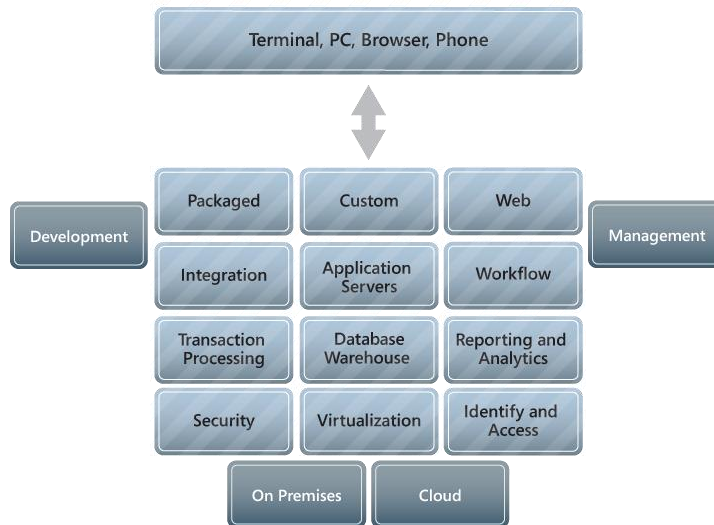 Terminal, PC, Browser, Phone
Packaged
Custom
Web
Development
Management
Integration
Application
Servers
Workflow
Transaction
Processing
Database
Warehouse
Reporting and
Analytics
Security
Virtualization
Identify and
Access
On Premises
Cloud